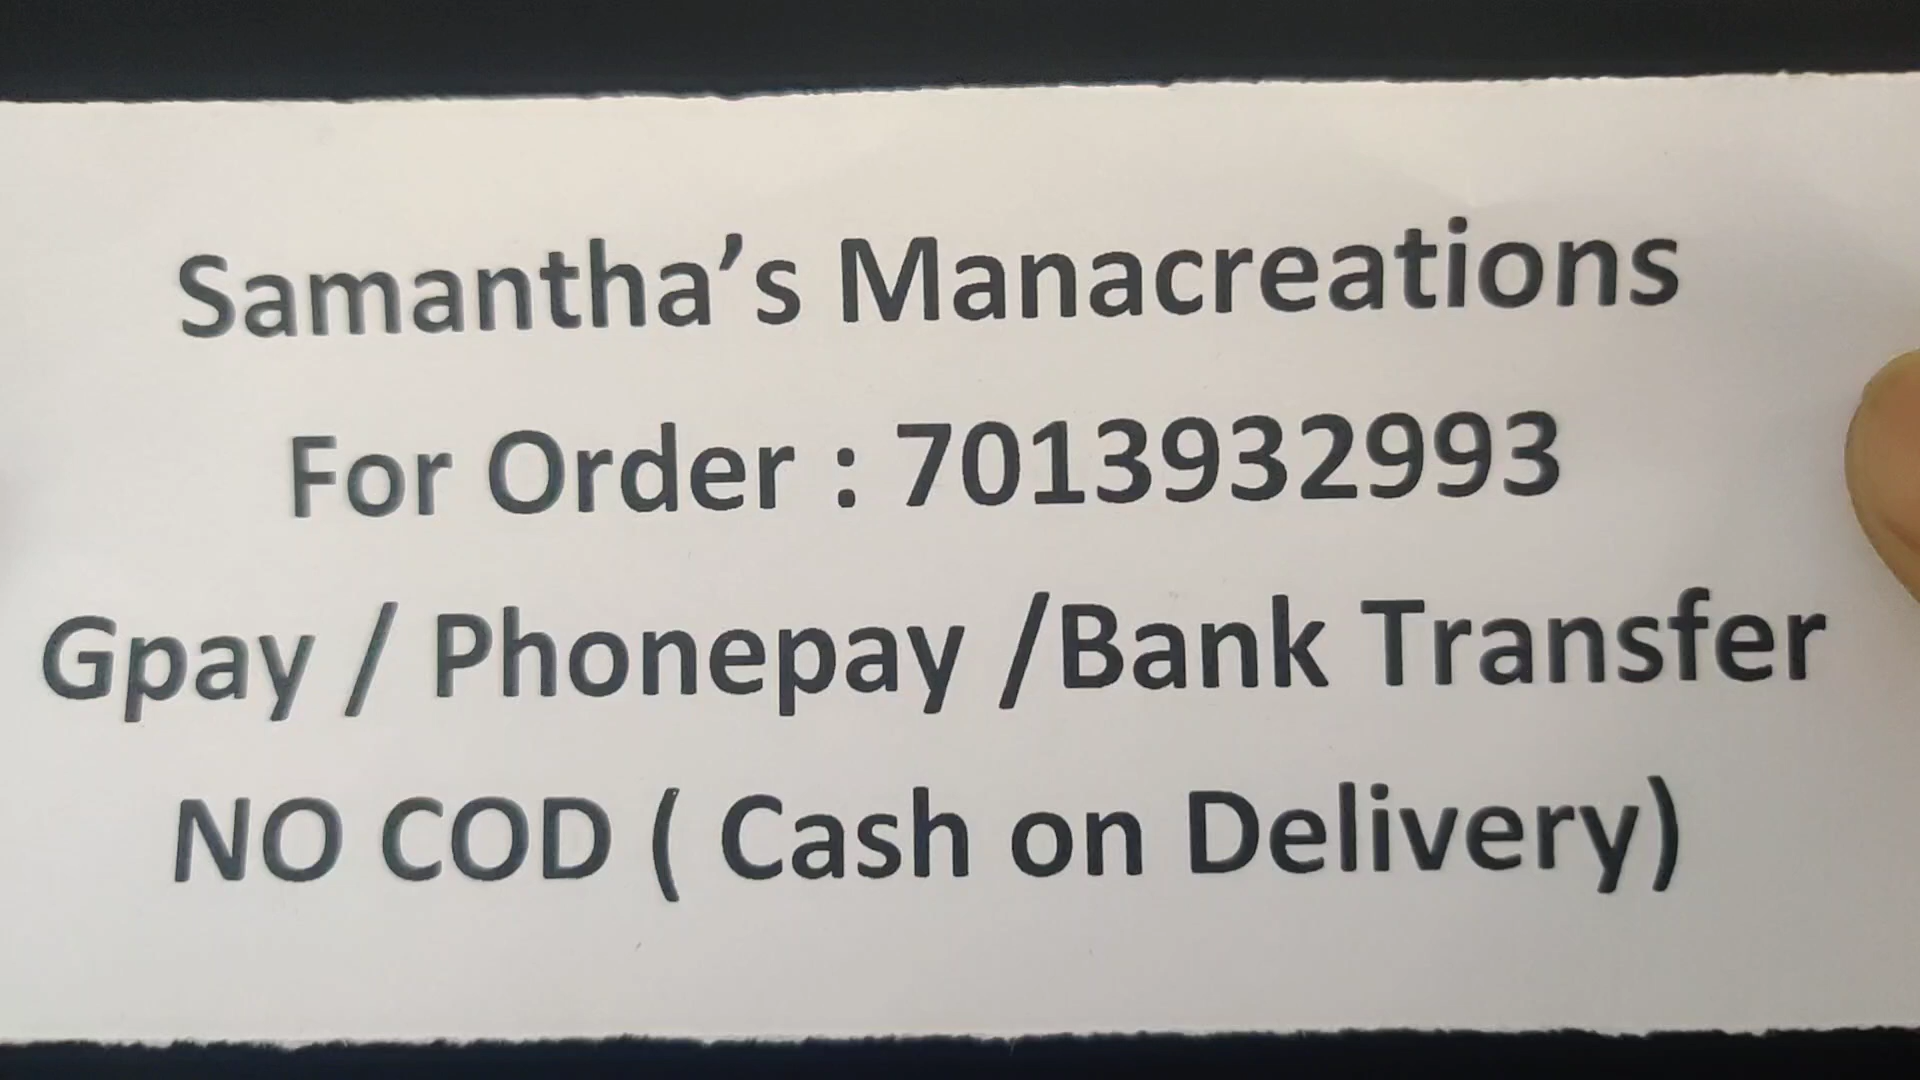 Samantha’s Manacreations
For Order : 7013932993
Gpay / Phonepay /Bank Transfer
NO COD ( Cash on Delivery)